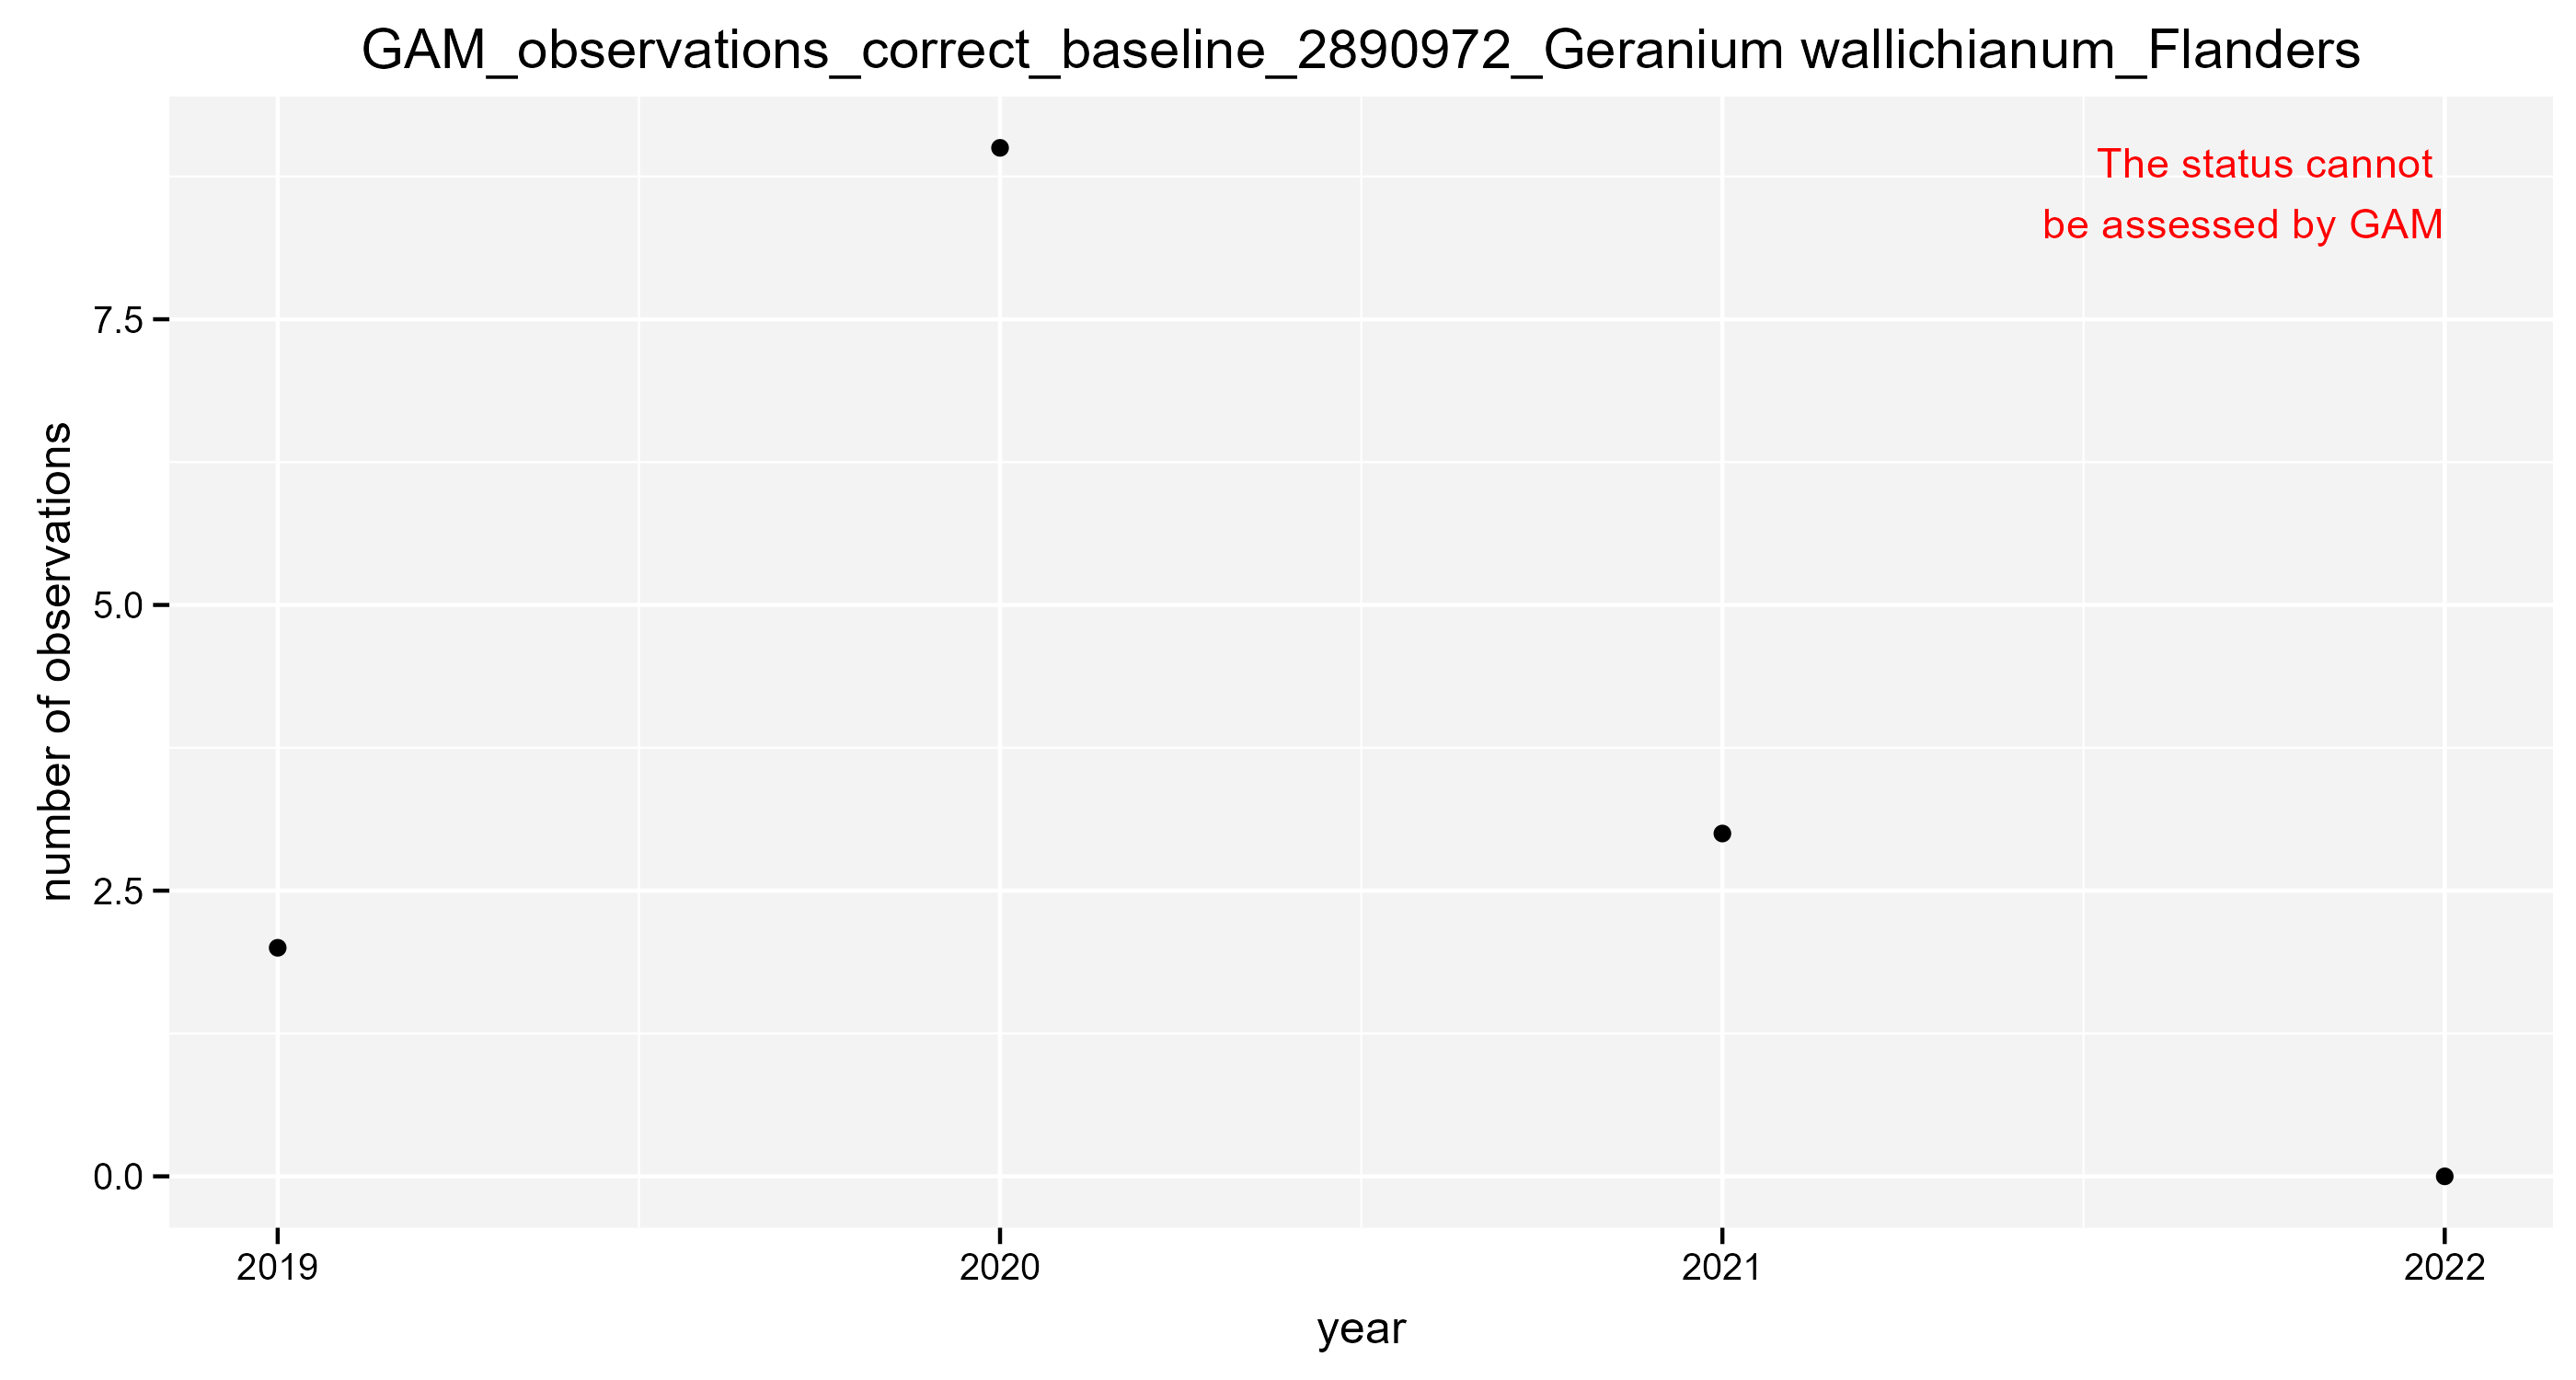 GAM_observations_correct_baseline_2890972_Geranium wallichianum_Flanders
The status cannot
be assessed by GAM
number of observations
7.5
5.0
2.5
0.0
2019 2020 2021 2022
year